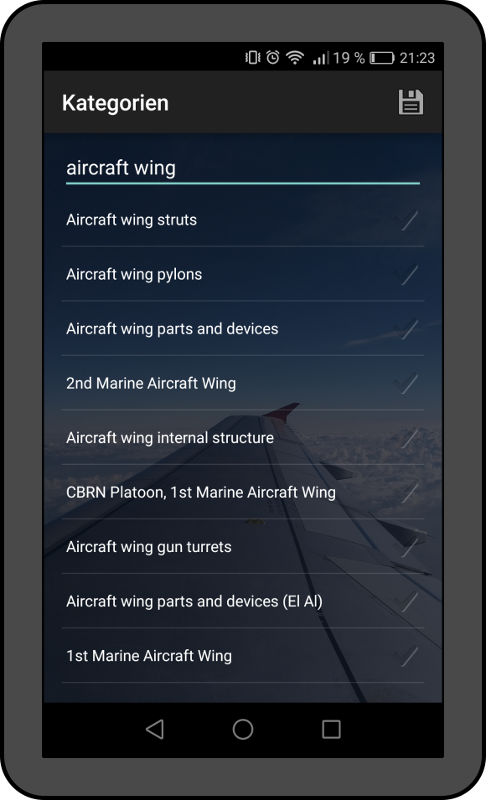 19 % 21:23
Kategorien
aircraft wing
Aircraft wing struts
Aircraft wing pylons
Aircraft wing parts and devices
2nd Marine Aircraft Wing
Aircraft wing internal structure
CBRN Platoon, 1st Marine Aircraft Wing
Aircraft wing gun turrets
Aircraft wing parts and devices (El Al)
1st Marine Aircraft Wing